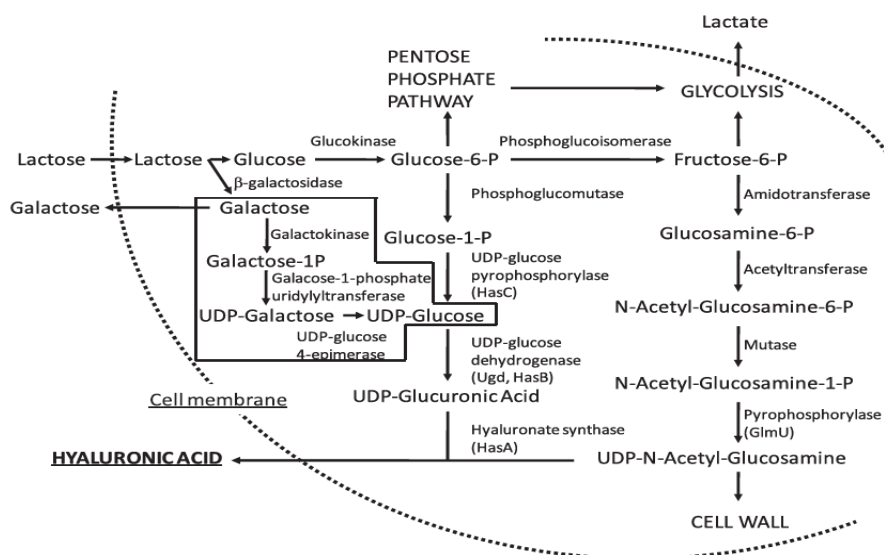 Lactate
PENTOSE
PHOSPHATE
PATHWAY
GLYCOLYSIS
Glucokinase
Phosphoglucoisomerase
Lactose
Lactose
Glucose
Glucose-6-P
Fructose-6-P
β-galactosidase
Phosphoglucomutase
Amidotransferase
Galactose
Galactose
Galactokinase
Glucose-1-P
Glucosamine-6-P
Galactose-1P
UDP-glucose
pyrophosphorylase
(HasC)
Acetyltransferase
Galacose-1-phosphate
uridylyltransferase
UDP-Galactose
UDP-Glucose
N-Acetyl-Glucosamine-6-P
UDP-glucose
4-epimerase
UDP-glucose
dehydrogenase
(Ugd, HasB)
Mutase
Cell membrane
UDP-Glucuronic Acid
N-Acetyl-Glucosamine-1-P
Hyaluronate synthase
(HasA)
Pyrophosphorylase
(GlmU)
HYALURONIC ACID
UDP-N-Acetyl-Glucosamine
CELL WALL